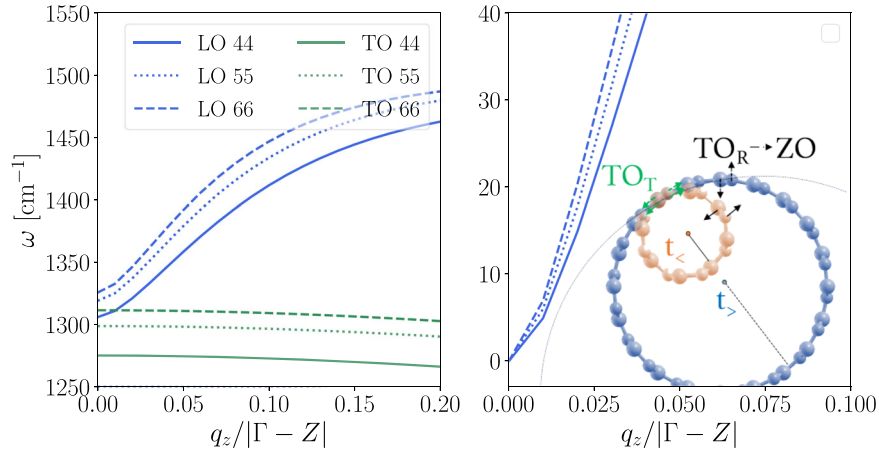 1550
1500
1450
1400
1350
1300
1250
ω [cm⁻¹]
LO 44
LO 55
LO 66
TO 44
TO 55
TO 66
0.00 0.05 0.10 0.15 0.20
q_z/|Γ − Z|
40
30
20
10
0
TO_T
TO_R→ZO
t_<
t_>
0.000 0.025 0.050 0.075 0.100
q_z/|Γ − Z|